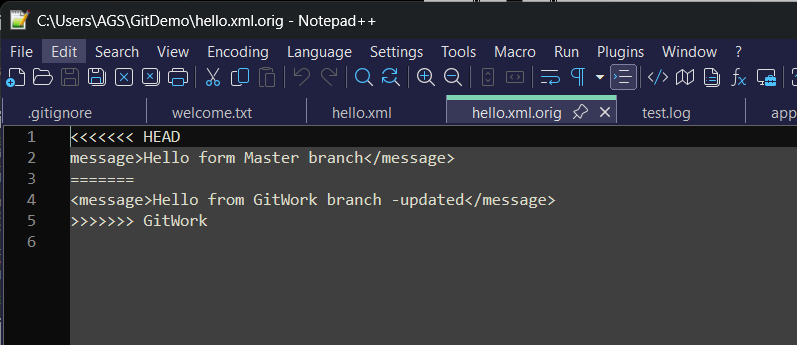 C:\Users\AGS\GitDemo\hello.xml.orig - Notepad++
File Edit Search View Encoding Language Settings Tools Macro Run Plugins Window ?
.gitignore welcome.txt hello.xml hello.xml.orig test.log app
1 <<<<<<< HEAD
2 message>Hello form Master branch</message>
3 =======
4 <message>Hello from GitWork branch -updated</message>
5 >>>>>>> GitWork
6